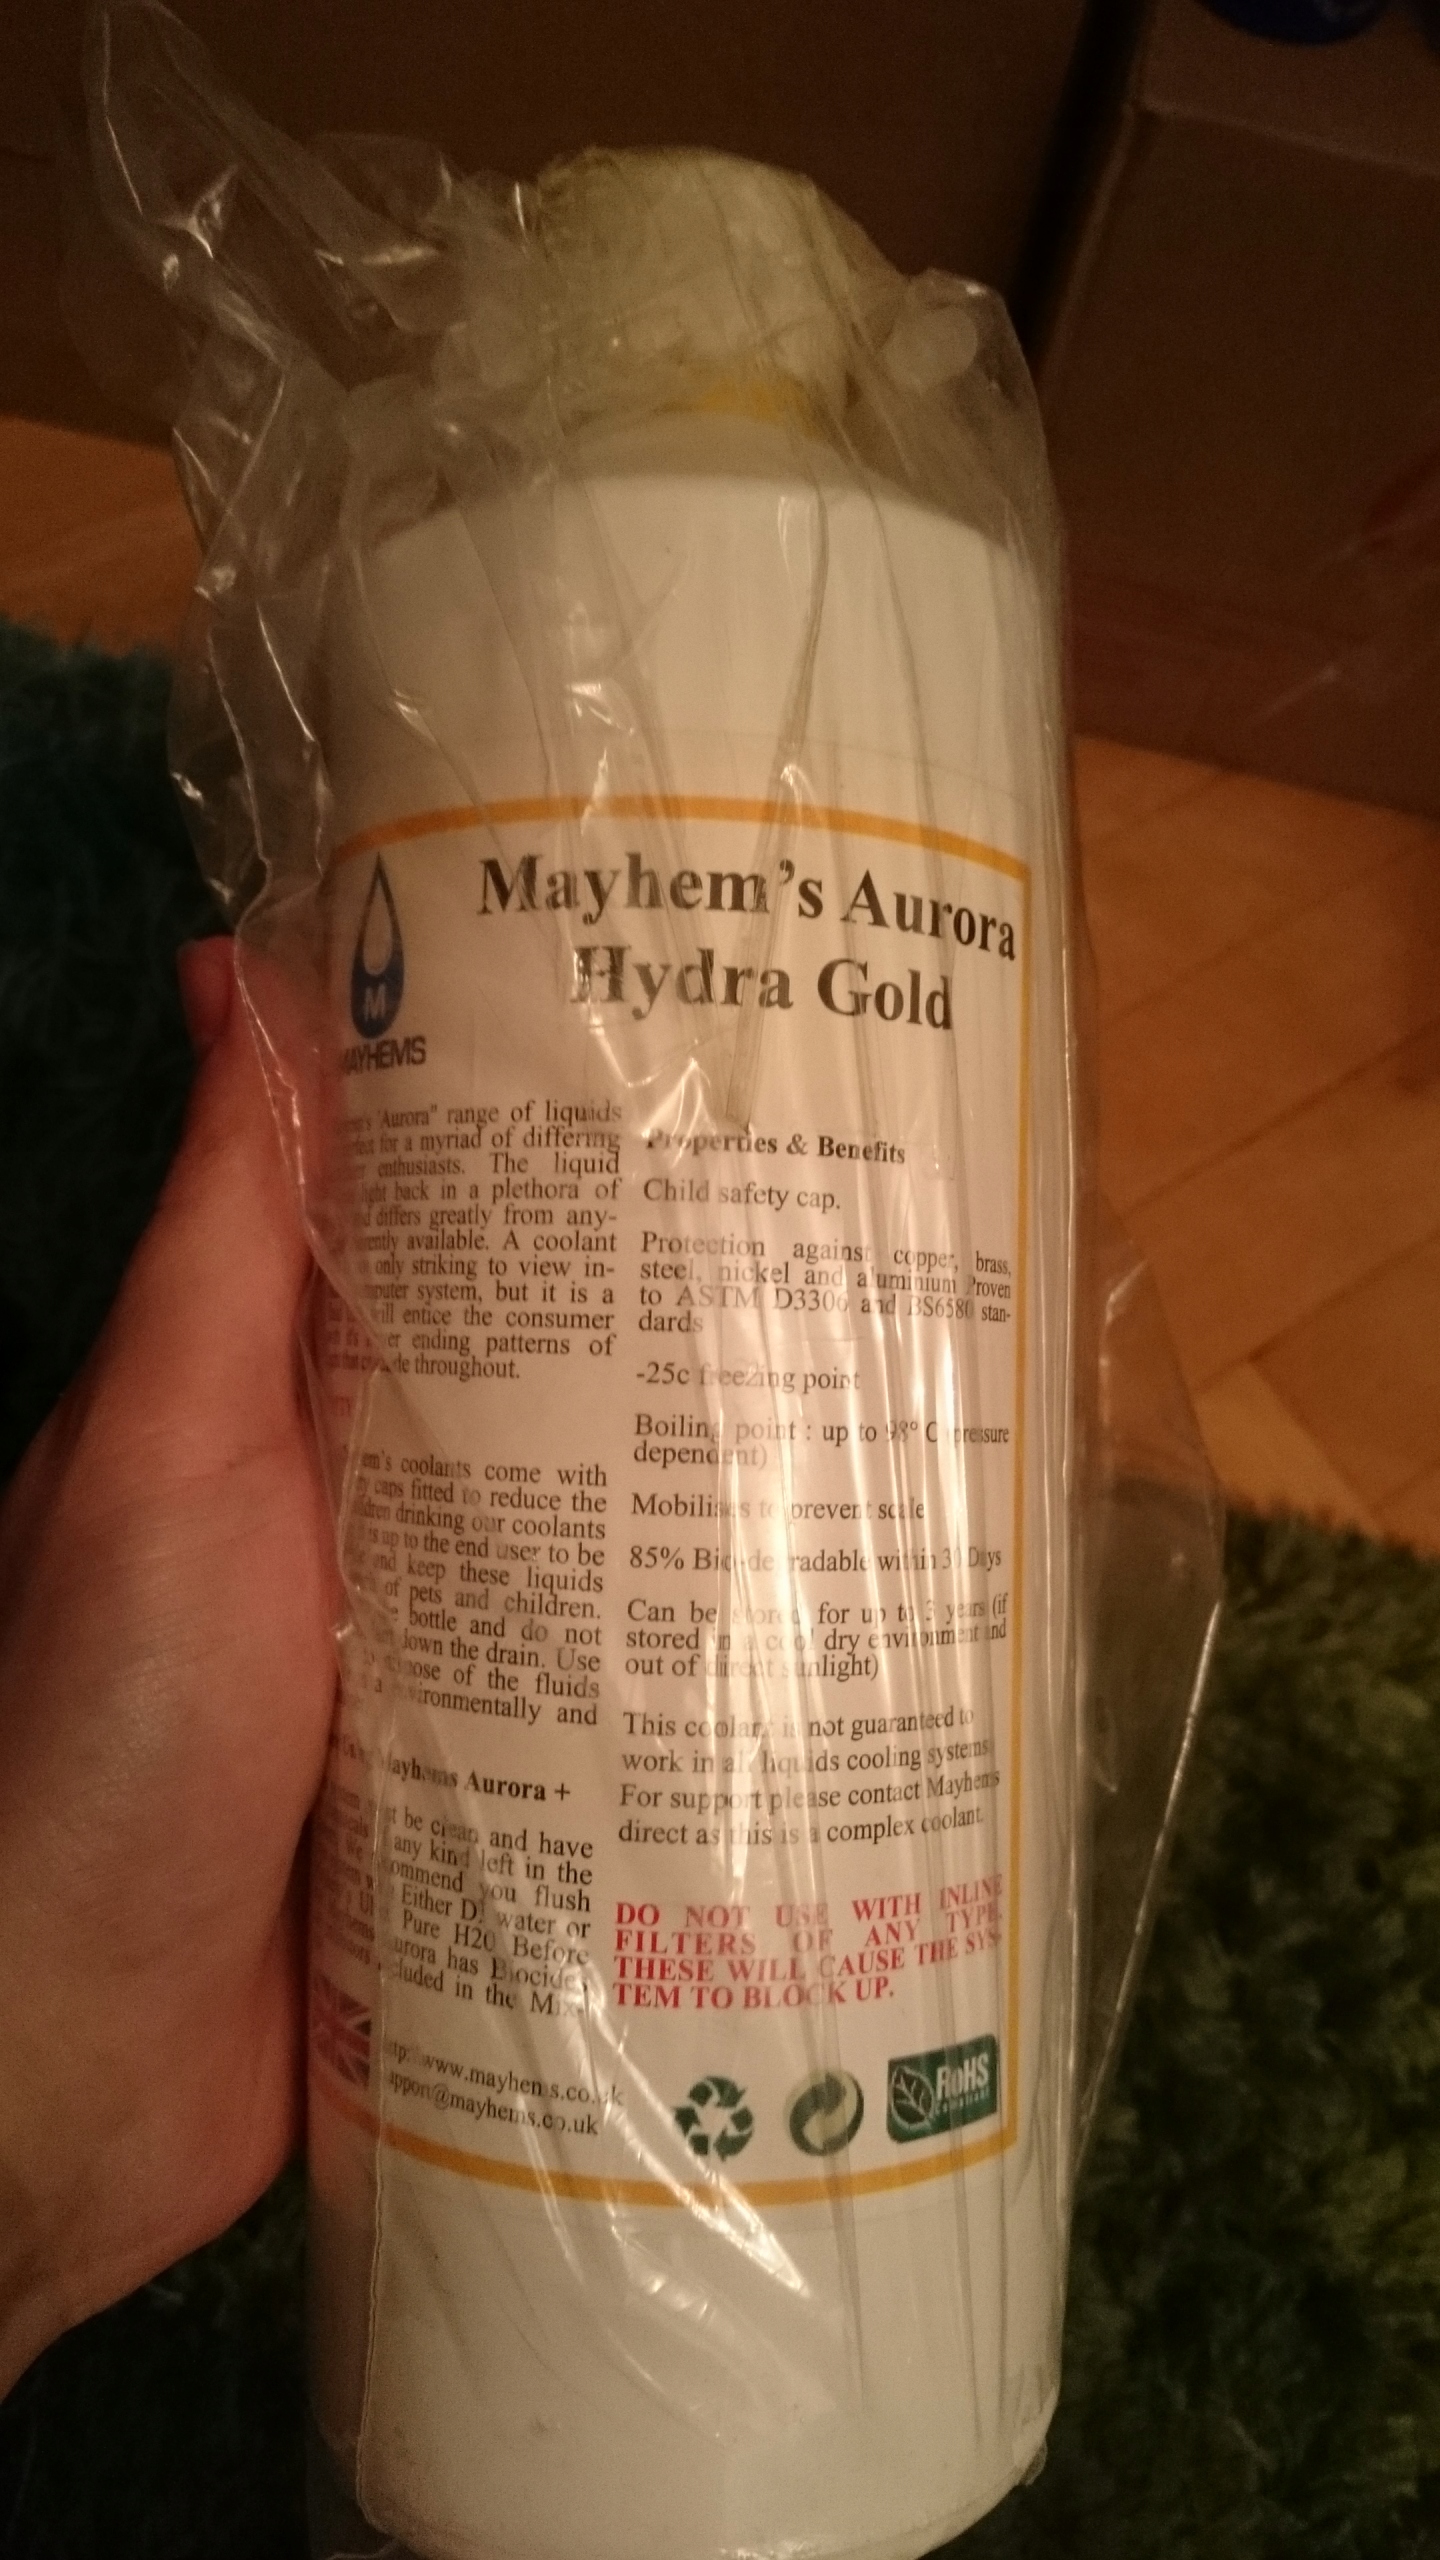 Mayhem's Aurora
Hydra Gold
M
MAYHEMS
"Aurora" range of liquids
for a myriad of differing
enthusiasts. The liquid
light back in a plethora of
differs greatly from any-
available. A coolant
only striking to view in-
system, but it is a
will entice the consumer
ending patterns of
throughout.
coolants come with
caps fitted to reduce the
drinking our coolants
is up to the end user to be
and keep these liquids
of pets and children.
bottle and do not
down the drain. Use
of the fluids
and
Mayhems Aurora +
be clean and have
any kind left in the
you flush
Either DI water or
Pure H20 Before
has Biocide
in the Mix
www.mayhems.co.uk
support@mayhems.co.uk
Properties & Benefits
Child safety cap.
Protection against copper, brass,
steel, nickel and aluminium Proven
to ASTM D3306 and BS6580 stan-
dards
-25c freezing point
Boiling point : up to 98° C pressure
dependent)
Mobilises to prevent scale
85% Bio-degradable within 30 Days
Can be stored for up to 3 years (if
stored in a cool dry environment and
out of direct sunlight)
This coolant is not guaranteed to
work in all liquids cooling systems
For support please contact Mayhems
direct as this is a complex coolant.
DO NOT USE WITH INLINE
FILTERS OF ANY TYPE.
THESE WILL CAUSE THE SYS-
TEM TO BLOCK UP.
RoHS
COMPLIANT